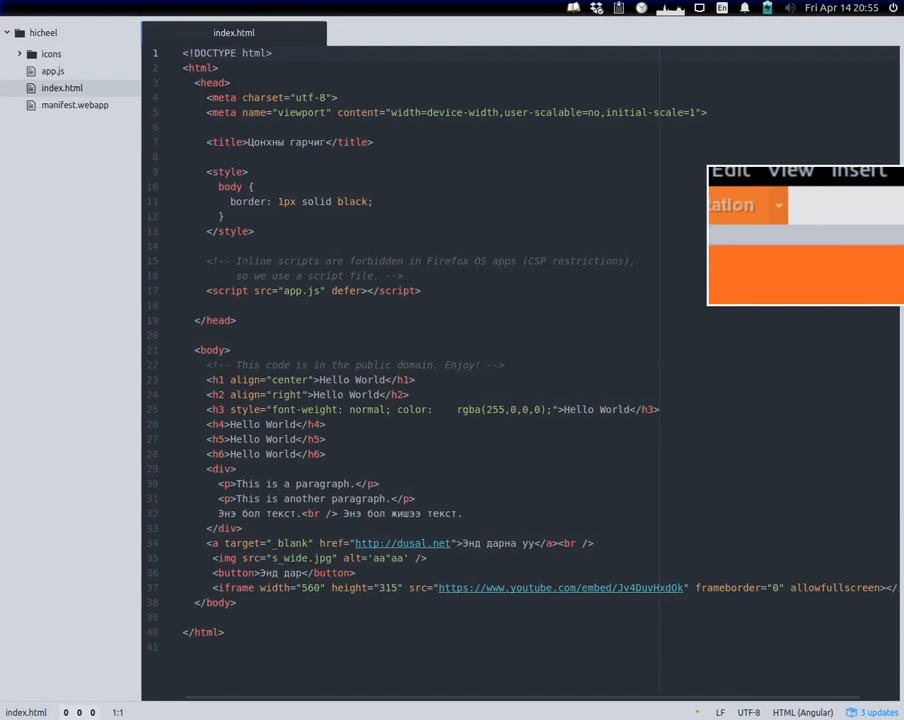 En
Fri Apr 14 20:55
hicheel
index.html
icons
app.js
index.html
manifest.webapp
1 <!DOCTYPE html>
2 <html>
3 <head>
4 <meta charset="utf-8">
5 <meta name="viewport" content="width=device-width,user-scalable=no,initial-scale=1">
6
7 <title>Цонхны гарчиг</title>
8
9 <style>
10 body {
11 border: 1px solid black;
12 }
13 </style>
14
15 <!-- Inline scripts are forbidden in Firefox OS apps (CSP restrictions),
16 so we use a script file. -->
17 <script src="app.js" defer></script>
18
19 </head>
20
21 <body>
22 <!-- This code is in the public domain. Enjoy! -->
23 <h1 align="center">Hello World</h1>
24 <h2 align="right">Hello World</h2>
25 <h3 style="font-weight: normal; color:    rgba(255,0,0,0);">Hello World</h3>
26 <h4>Hello World</h4>
27 <h5>Hello World</h5>
28 <h6>Hello World</h6>
29 <div>
30 <p>This is a paragraph.</p>
31 <p>This is another paragraph.</p>
32 Энэ бол текст.<br /> Энэ бол жишээ текст.
33 </div>
34 <a target="_blank" href="http://dusal.net">Энд дарна уу</a><br />
35 <img src="s_wide.jpg" alt='aa"aa' />
36 <button>Энд дар</button>
37 <iframe width="560" height="315" src="https://www.youtube.com/embed/Jv4DuvHxdOk" frameborder="0" allowfullscreen></
38 </body>
39
40 </html>
41
Edit View Insert
tation
index.html 0 0 0 1:1 LF UTF-8 HTML (Angular) 3 updates